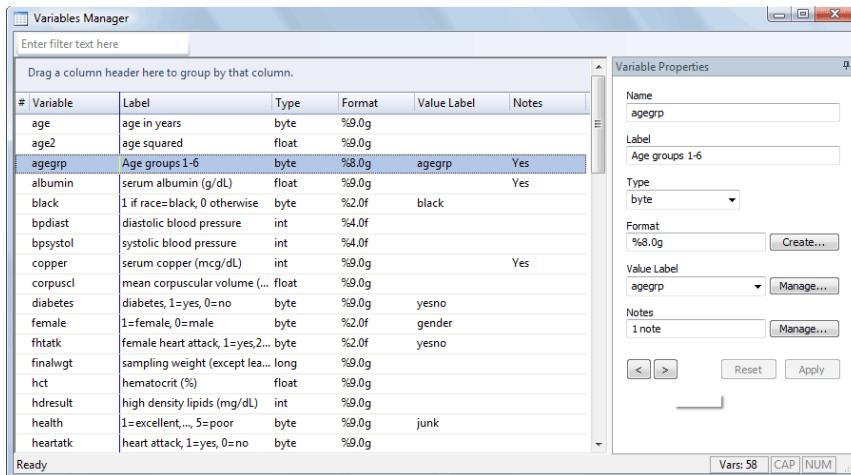 Variables Manager
Enter filter text here
Drag a column header here to group by that column.
# Variable Label Type Format Value Label Notes
age age in years byte %9.0g
age2 age squared float %9.0g
agegrp Age groups 1-6 byte %8.0g agegrp Yes
albumin serum albumin (g/dL) float %9.0g Yes
black 1 if race=black, 0 otherwise byte %2.0f black
bpdiast diastolic blood pressure int %4.0f
bpsystol systolic blood pressure int %4.0f
copper serum copper (mcg/dL) int %9.0g Yes
corpuscl mean corpuscular volume (... float %9.0g
diabetes diabetes, 1=yes, 0=no byte %9.0g yesno
female 1=female, 0=male byte %2.0f gender
fhtatk female heart attack, 1=yes,2... byte %2.0f yesno
finalwgt sampling weight (except lea... long %9.0g
hct hematocrit (%) float %9.0g
hdresult high density lipids (mg/dL) int %9.0g
health 1=excellent,..., 5=poor byte %9.0g junk
heartatk heart attack, 1=yes, 0=no byte %9.0g
Variable Properties
Name
agegrp
Label
Age groups 1-6
Type
byte
Format
%8.0g Create...
Value Label
agegrp Manage...
Notes
1 note Manage...
< > Reset Apply
Ready Vars: 58 CAP NUM